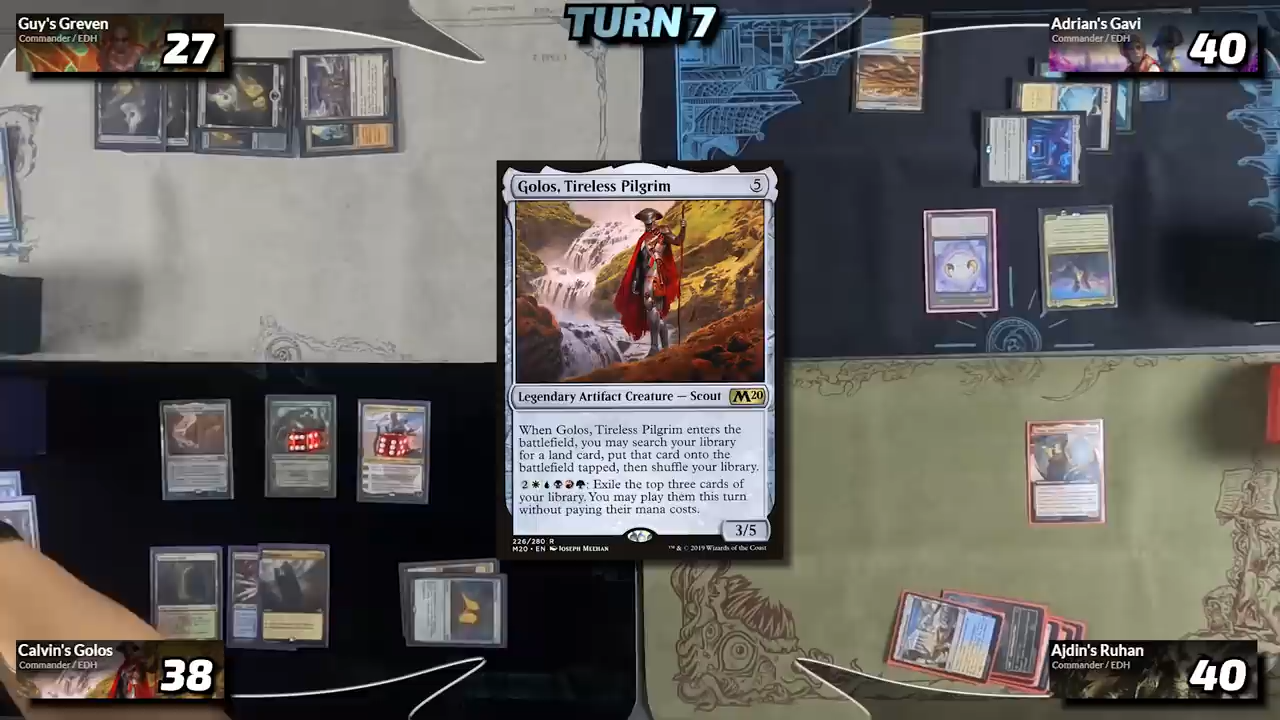 Guy's Greven
Commander / EDH
27
TURN 7
Adrian's Gavi
Commander / EDH
40
Golos, Tireless Pilgrim 5
Legendary Artifact Creature — Scout M20
When Golos, Tireless Pilgrim enters the
battlefield, you may search your library
for a land card, put that card onto the
battlefield tapped, then shuffle your library.
2: Exile the top three cards of
your library. You may play them this turn
without paying their mana costs.
3/5
226/280 R
M20 • EN Joseph Meehan
™ & © 2019 Wizards of the Coast
Calvin's Golos
Commander / EDH
38
Ajdin's Ruhan
Commander / EDH
40